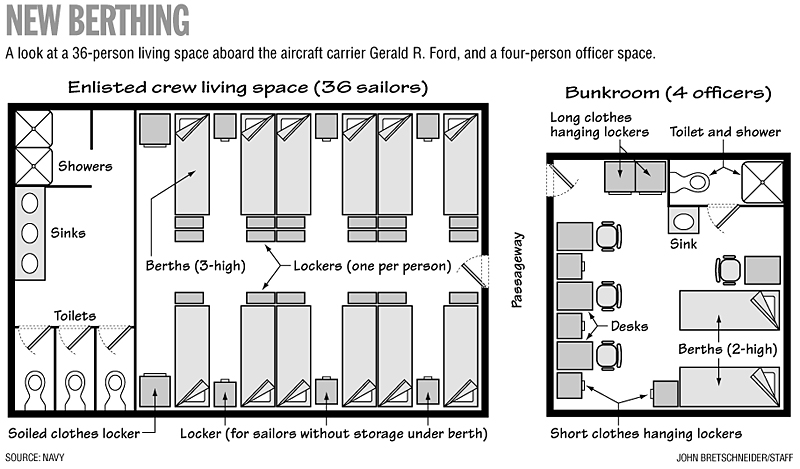 NEW BERTHING
A look at a 36-person living space aboard the aircraft carrier Gerald R. Ford, and a four-person officer space.
Enlisted crew living space (36 sailors)
Showers
Sinks
Berths (3-high)
Lockers (one per person)
Toilets
Soiled clothes locker
Locker (for sailors without storage under berth)
Passageway
Bunkroom (4 officers)
Long clothes
hanging lockers
Toilet and shower
Sink
Desks
Berths (2-high)
Short clothes hanging lockers
SOURCE: NAVY
JOHN BRETSCHNEIDER/STAFF